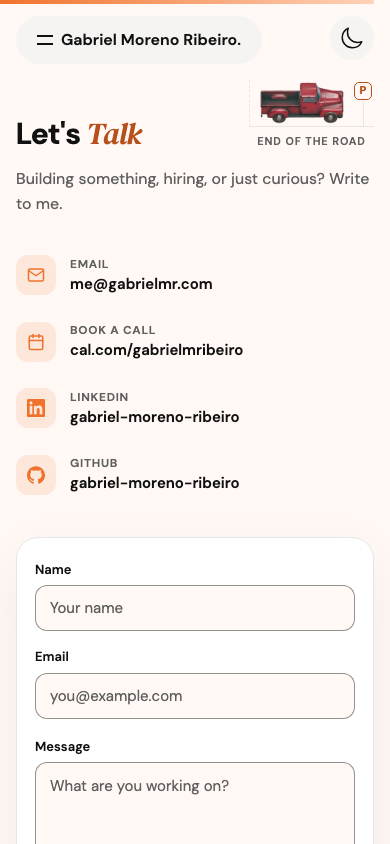 Gabriel Moreno Ribeiro.
P
Let's Talk
END OF THE ROAD
Building something, hiring, or just curious? Write
to me.
EMAIL
me@gabrielmr.com
BOOK A CALL
cal.com/gabrielmribeiro
LINKEDIN
gabriel-moreno-ribeiro
GITHUB
gabriel-moreno-ribeiro
Name
Your name
Email
you@example.com
Message
What are you working on?